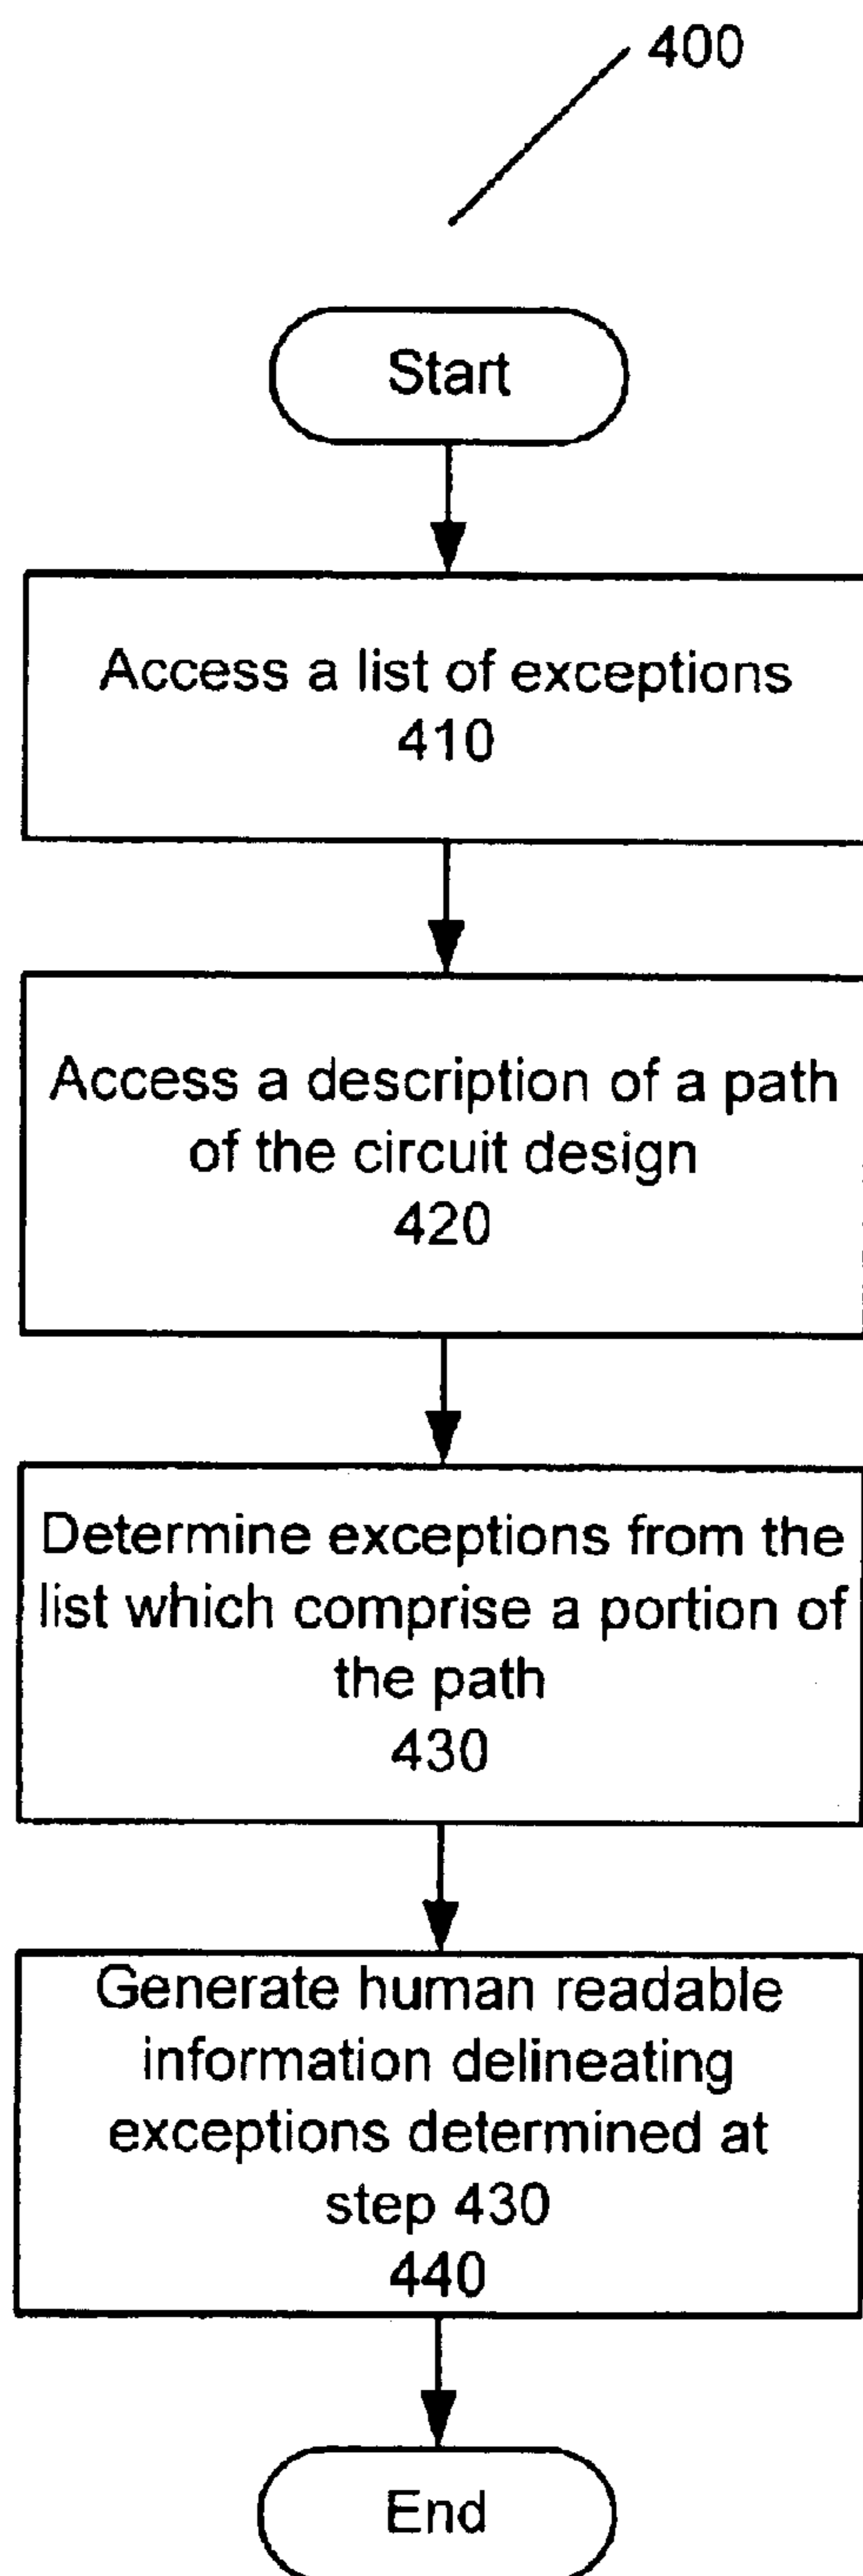 400
Start
Access a list of exceptions
410
Access a description of a path
of the circuit design
420
Determine exceptions from the
list which comprise a portion of
the path
430
Generate human readable
information delineating
exceptions determined at
step 430
440
End